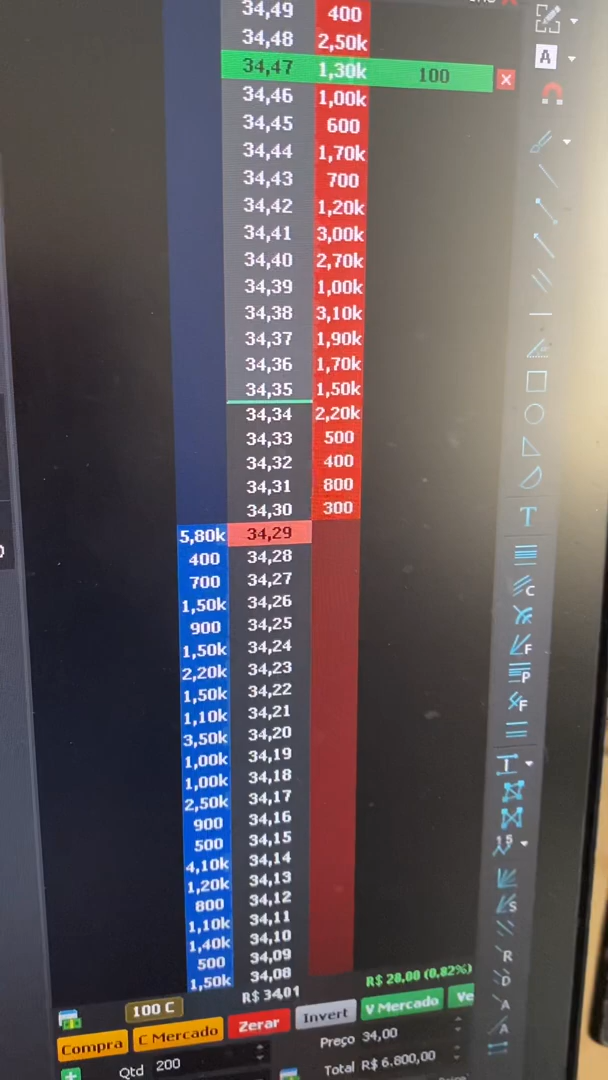 34,49 400
34,48 2,50k
34,47 1,30k 100
A
34,46 1,00k
34,45 600
34,44 1,70k
34,43 700
34,42 1,20k
34,41 3,00k
34,40 2,70k
34,39 1,00k
34,38 3,10k
34,37 1,90k
34,36 1,70k
34,35 1,50k
34,34 2,20k
34,33 500
34,32 400
34,31 800
34,30 300
T
5,80k 34,29
400 34,28
700 34,27
C
1,50k 34,26
900 34,25
1,50k 34,24
F
2,20k 34,23
P
1,50k 34,22
F
1,10k 34,21
3,50k 34,20
1,00k 34,19
1,00k 34,18
2,50k 34,17
900 34,16
500 34,15
4,10k 34,14
1,20k 34,13
800 34,12
S
1,10k 34,11
1,40k 34,10
500 34,09
R
1,50k 34,08
D
R$ 34,01 R$ 28,00 (0,82%)
A
100 C
A
Compra C Mercado Zerar Invert V Mercado Ve
Qtd 200 Preço 34,00
Total R$ 6.800,00